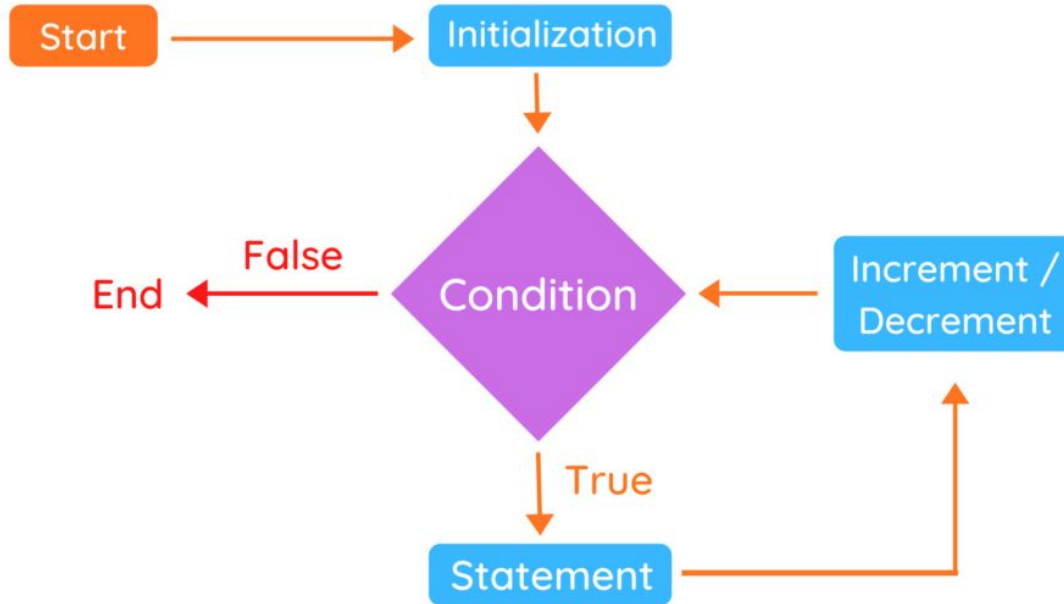 Start
Initialization
False
End
Condition
Increment /
Decrement
True
Statement